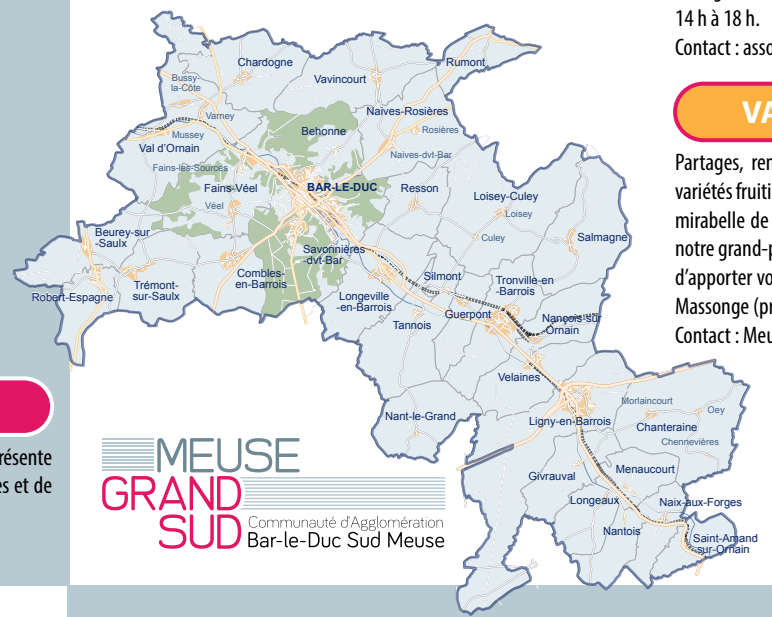 14 h à 18 h.
Contact : asso
VA
Partages, ren
variétés fruiti
mirabelle de
notre grand-p
d'apporter vo
Massonge (pr
Contact : Meu
résente
es et de
Chardogne
Rumont
Bussy-
la-Côte
Vavincourt
Varney
Naives-Rosières
Mussey
Behonne
Rosières
Val d'Ornain
Naives-dvt-Bar
Fains-les-Sources
Fains-Véel
BAR-LE-DUC
Resson
Loisey-Culey
Véel
Loisey
Beurey-sur
-Saulx
Culey
Salmagne
Savonnières
-dvt-Bar
Robert-Espagne
Trémont-
sur-Saulx
Combles-
en-Barrois
Silmont
Tronville-en
-Barrois
Longeville
-en-Barrois
Guerpont
Nançois-sur
-Ornain
Tannois
Velaines
Nant-le-Grand
Ligny-en-Barrois
Morlaincourt
Oey
Chanteraine
Chennevières
Givrauval
Menaucourt
Longeaux
Naix-aux-Forges
Nantois
Saint-Amand
-sur-Ornain
MEUSE
GRAND
SUD
Communauté d'Agglomération
Bar-le-Duc Sud Meuse